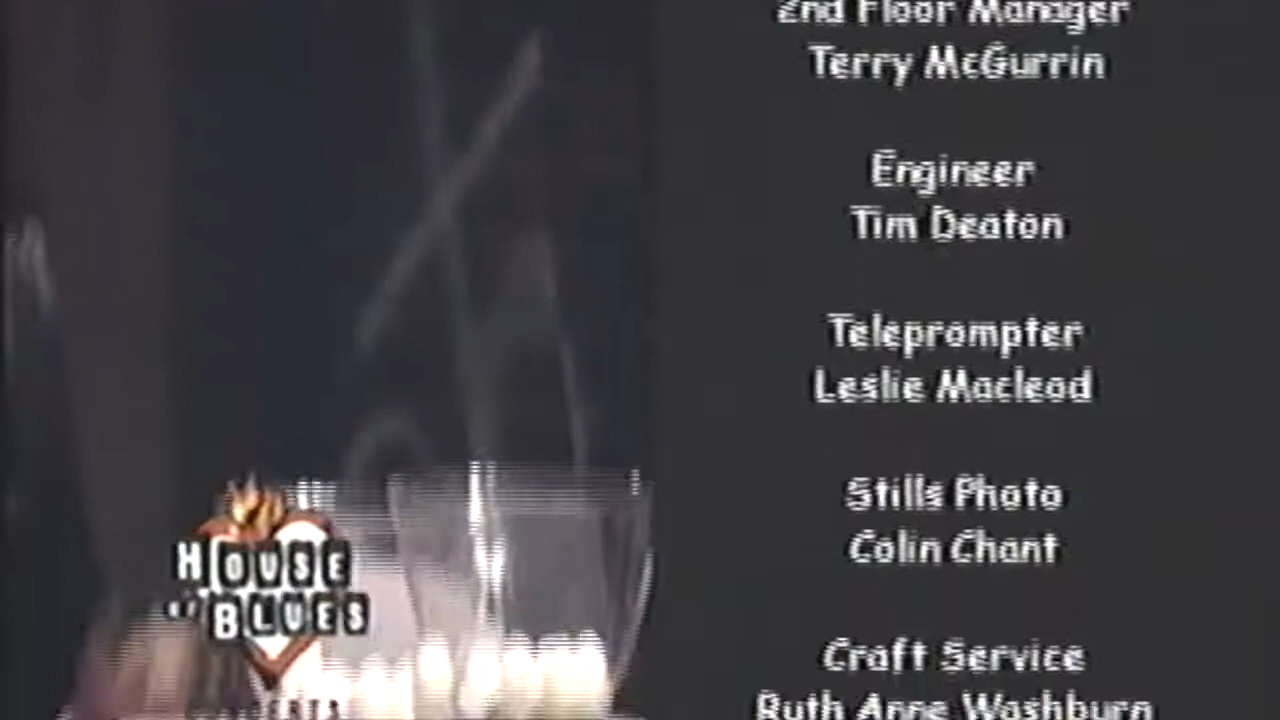 2nd Floor Manager
Terry McGurrin
Engineer
Tim Deaton
Teleprompter
Leslie Macleod
Stills Photo
Colin Chant
Craft Service
Ruth Anne Washburn
HOUSE
BLUES